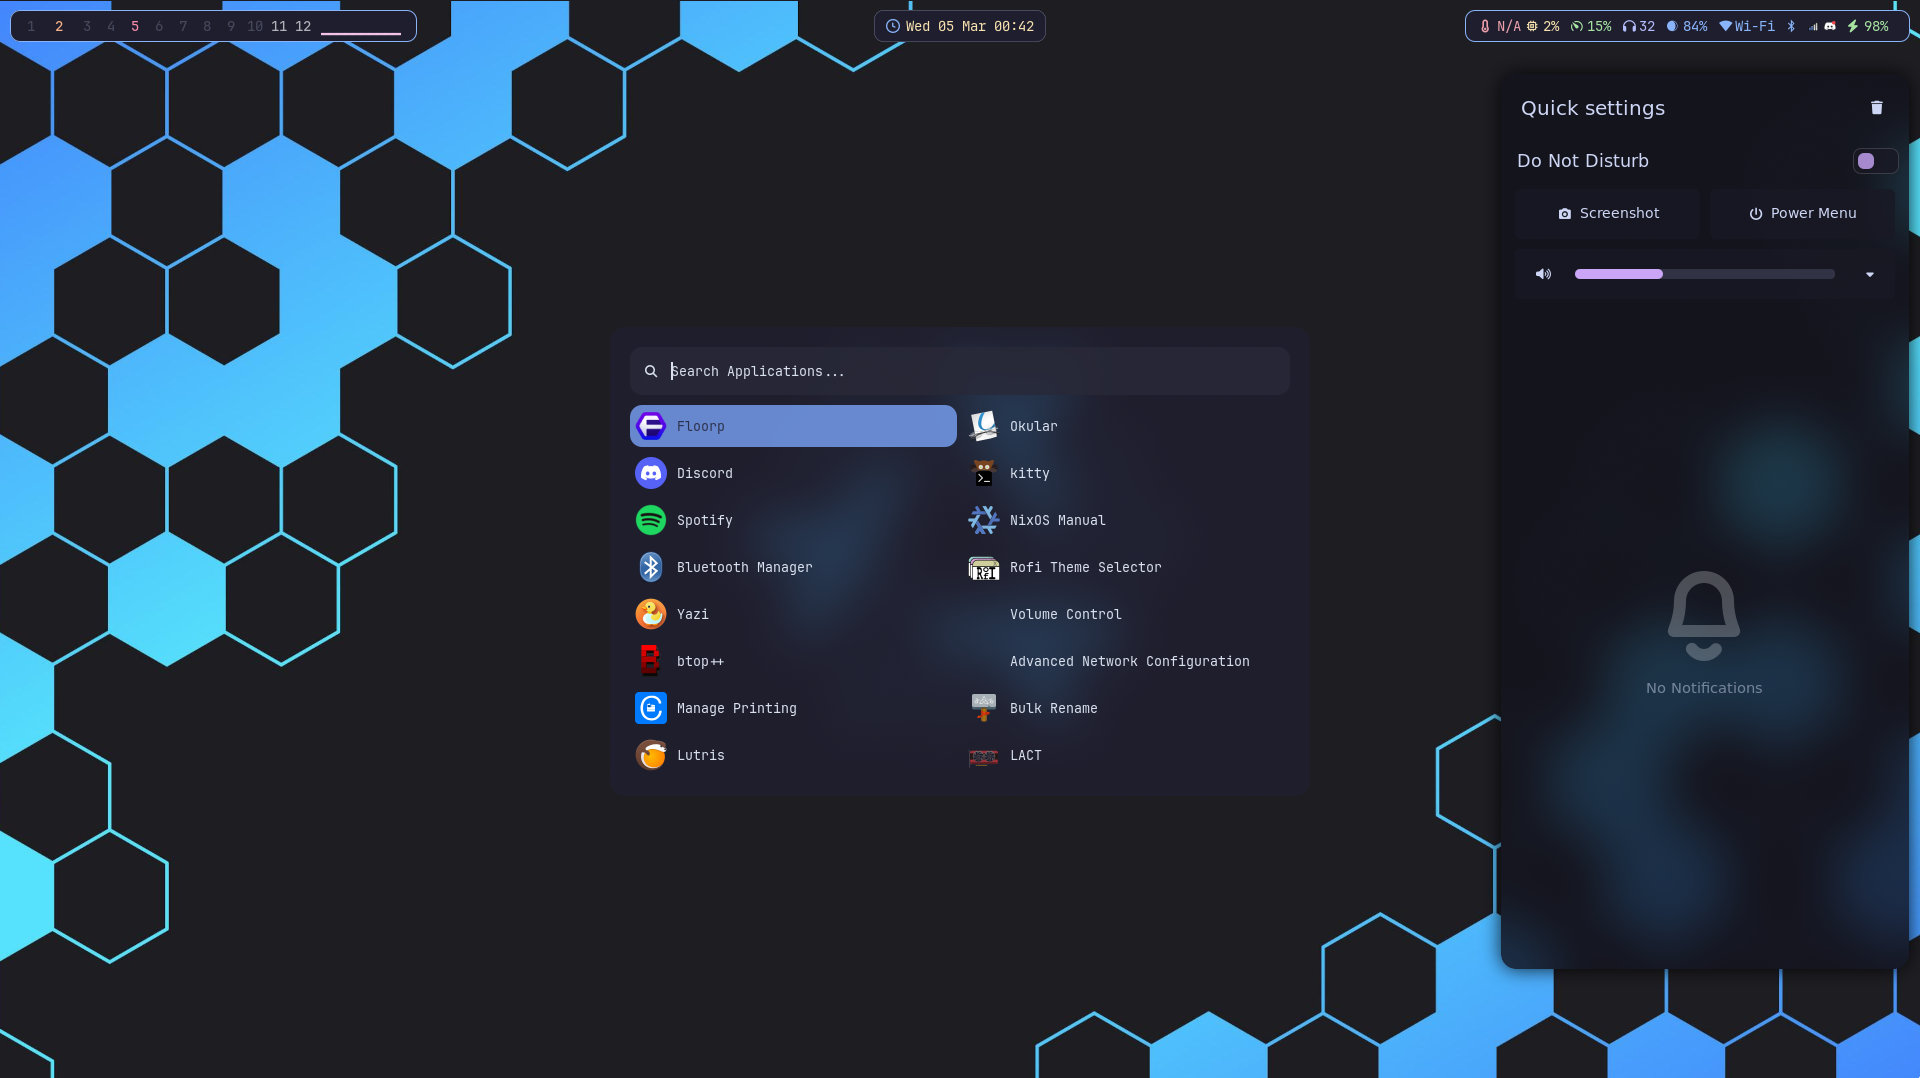 1 2 3 4 5 6 7 8 9 10 11 12
Wed 05 Mar 00:42
N/A 2% 15% 32 84% Wi-Fi 98%
Quick settings
Do Not Disturb
Screenshot Power Menu
No Notifications
Search Applications...
Floorp Okular
Discord kitty
Spotify NixOS Manual
Bluetooth Manager Rofi Theme Selector
Yazi Volume Control
btop++ Advanced Network Configuration
Manage Printing Bulk Rename
Lutris LACT